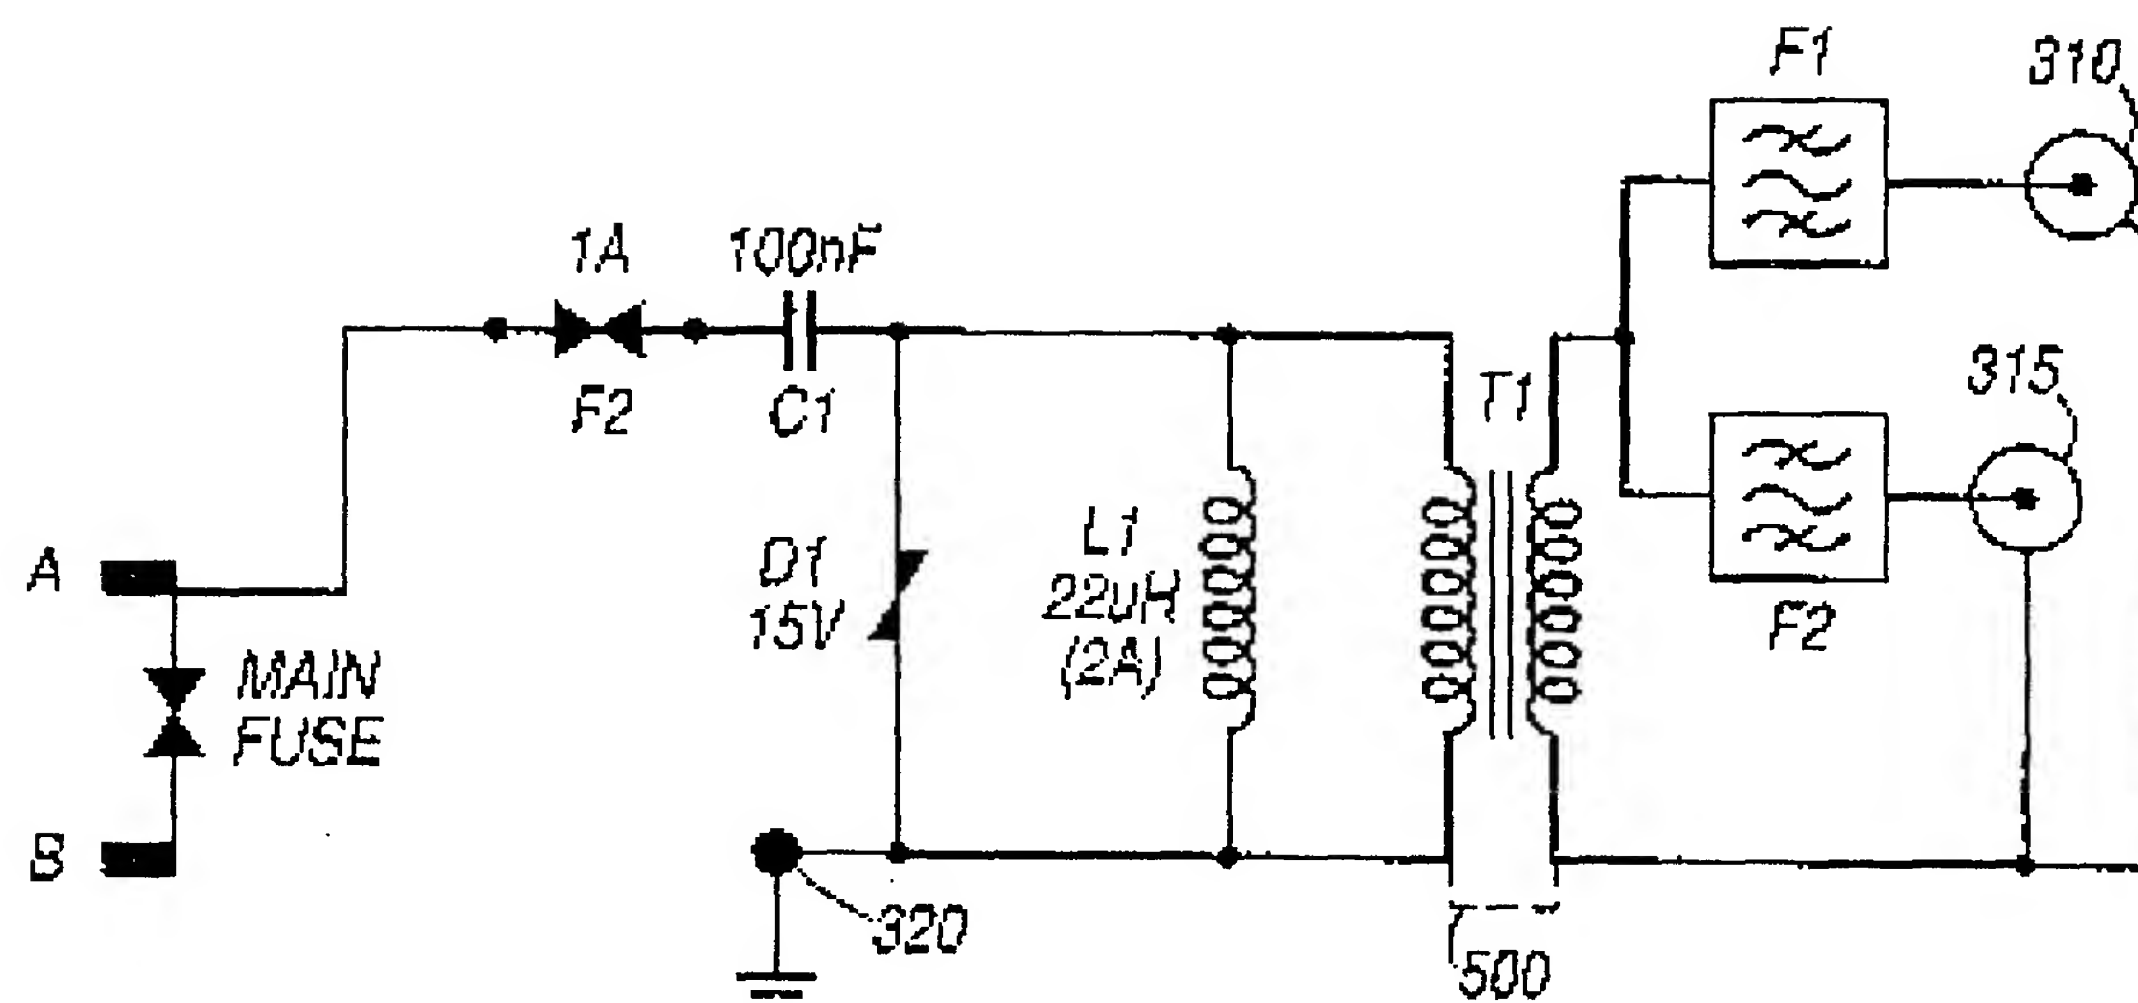 F1
310
1A
100nF
F2
C1
T1
315
A
D1
15V
L1
22uH
(2A)
F2
MAIN
FUSE
B
320
500